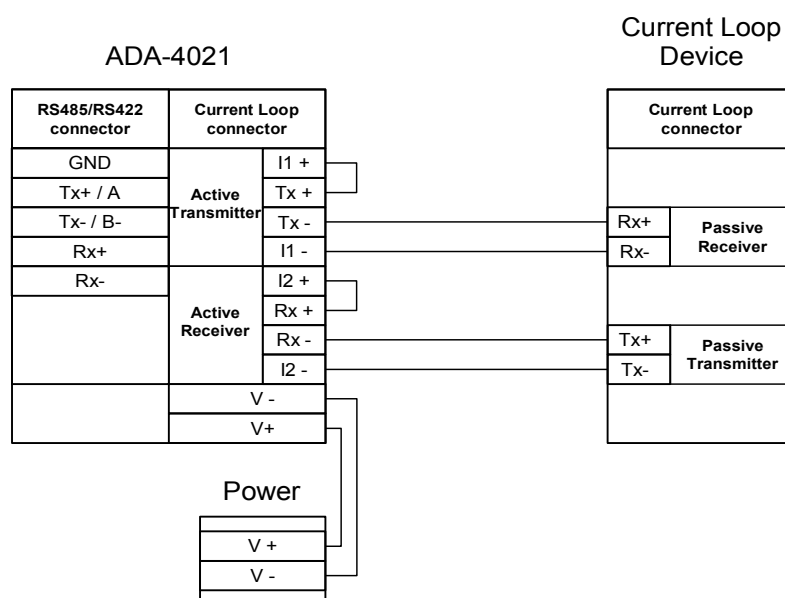 ADA-4021
Current Loop
Device
RS485/RS422
connector
Current Loop
connector
Current Loop
connector
GND
Tx+ / A
Tx- / B-
Rx+
Rx-
Active
Transmitter
I1 +
Tx +
Tx -
I1 -
Active
Receiver
I2 +
Rx +
Rx -
I2 -
V -
V+
Rx+
Rx-
Passive
Receiver
Tx+
Tx-
Passive
Transmitter
Power
V +
V -